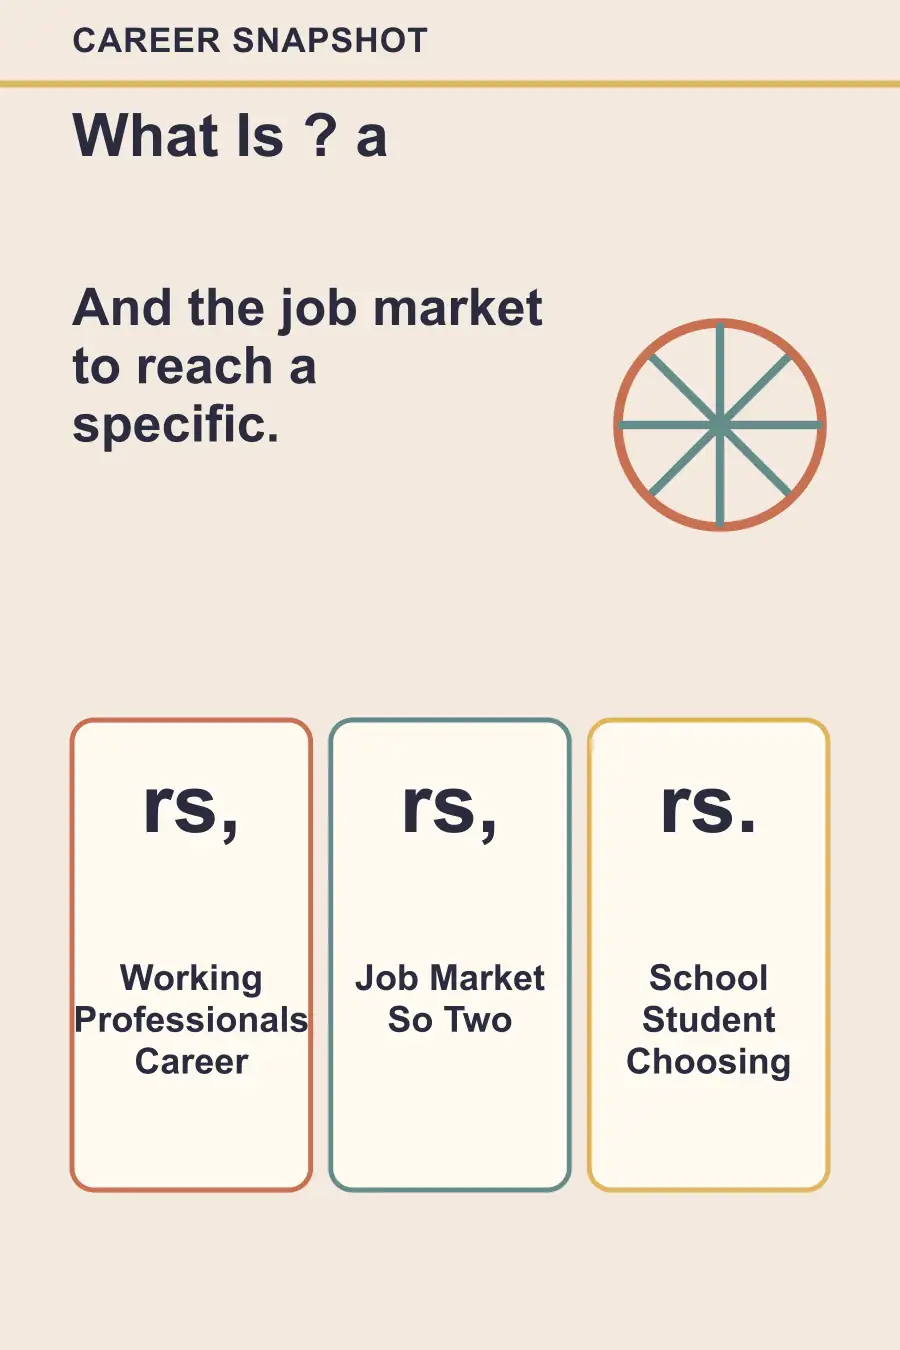 CAREER SNAPSHOT
What Is ? a
And the job market
to reach a
specific.
rs,
Working
Professionals
Career
rs,
Job Market
So Two
rs.
School
Student
Choosing